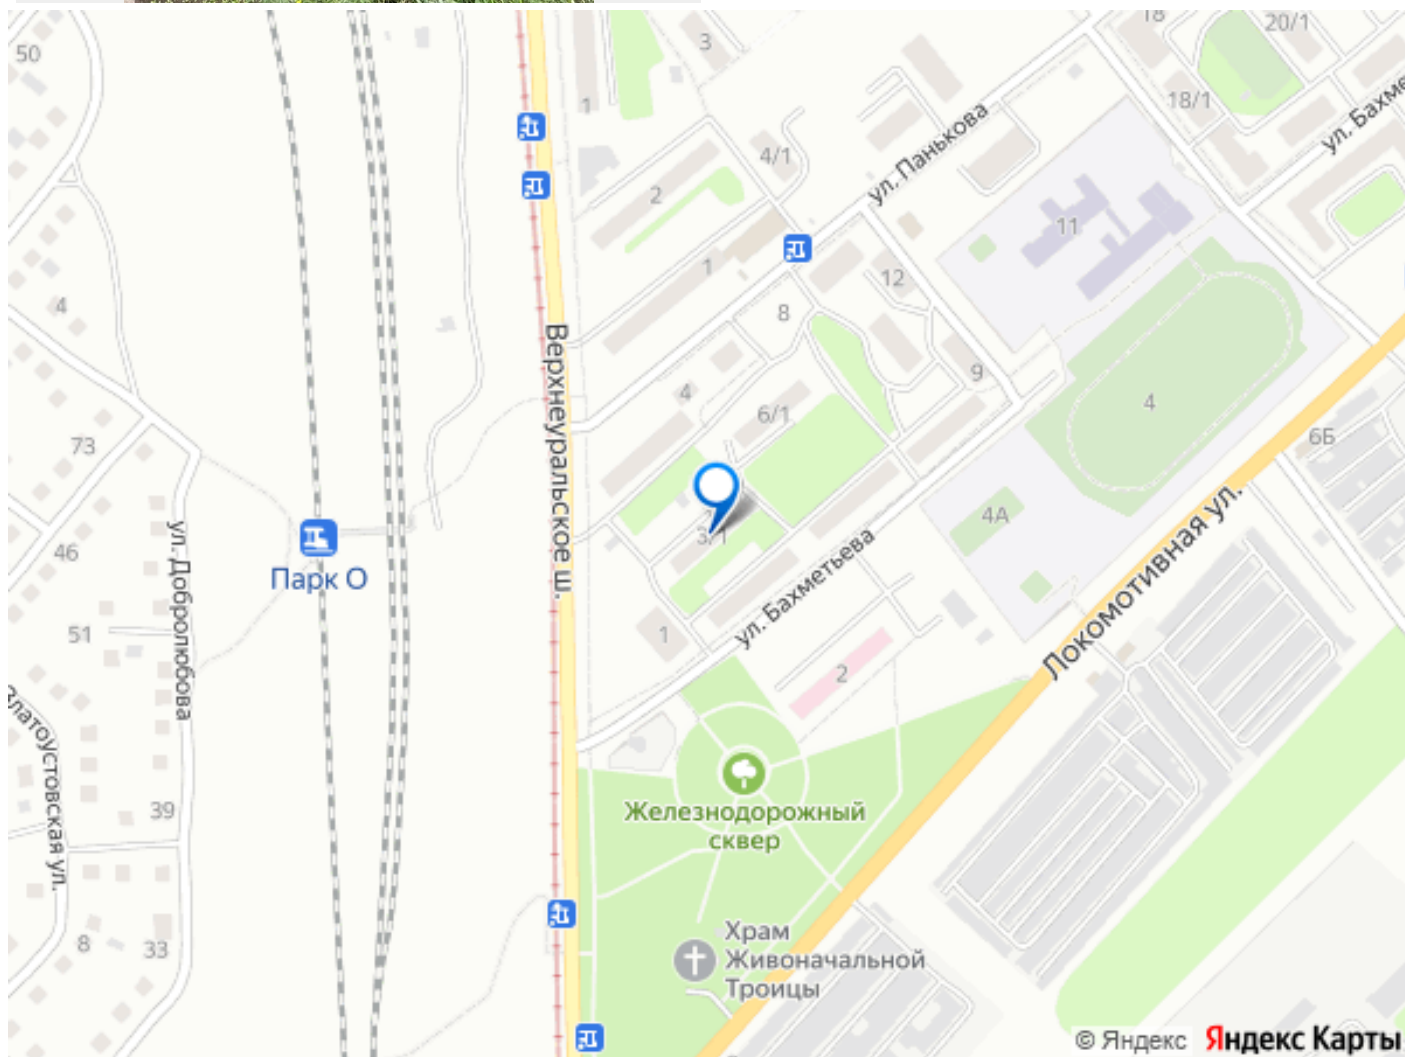 50
3
18
20/1
1
18/1
ул. Бахме
4/1
ул. Панькова
2
11
1
12
4
8
Верхнеуральское ш.
9
4
4
6/1
73
6Б
3/1
4А
46
ул. Добролюбова
Парк О
Локомотивная ул.
ул. Бахметьева
51
1
2
Златоустовская ул.
39
Железнодорожный
сквер
8
33
Храм
Живоначальной
Троицы
© Яндекс
Яндекс Карты